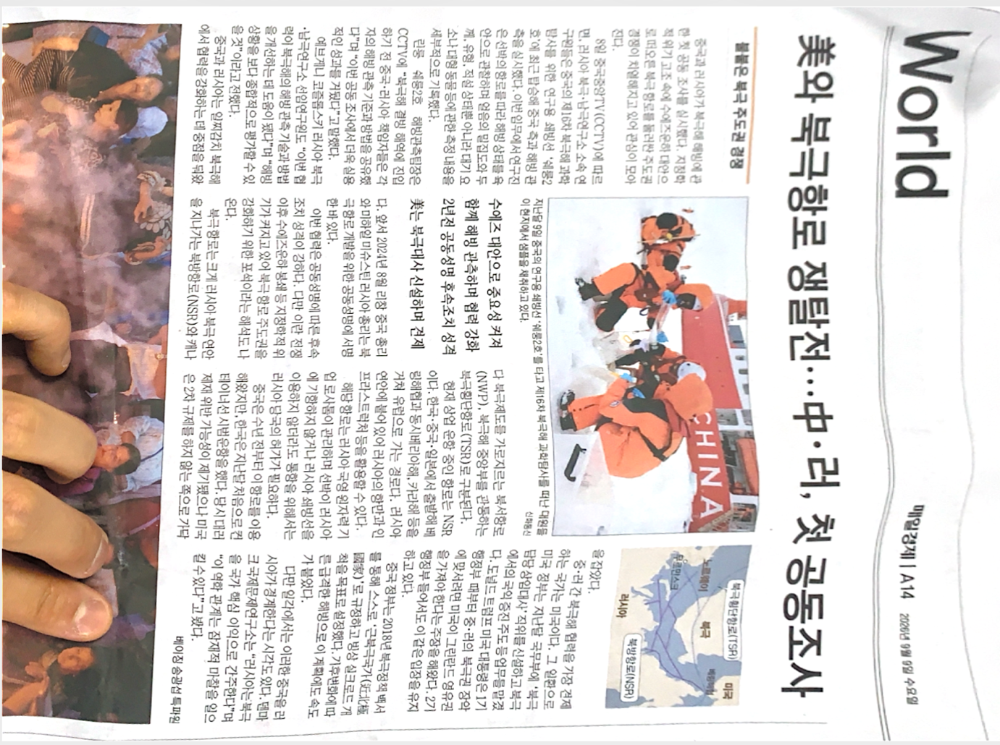 World
매일경제 | A14 2026년 9월 9일 수요일
美와 북극항로 쟁탈전…中·러, 첫 공동조사
불붙은 북극 주도권 경쟁
중국과 러시아가 북극해 해빙에 관
한 첫 공동 조사를 실시했다. 지정학
적 위기 고조 속에 수에즈운하 대안으
로 떠오른 북극 항로를 둘러싼 주도권
경쟁이 치열해지고 있어 관심이 모아
진다.
8일 중국중앙TV(CCTV)에 따르
면, 러시아 북극·남극연구소 소속 연
구원들은 중국의 제16차 북극해 과학
탐사를 위한 연구용 쇄빙선 '쉐룽2
호'에 최근 탑승해 중국 측과 해빙 관
측을 실시했다. 이번 임무에서 연구진
은 선박의 항로를 따라 해빙 상태를 육
안으로 관찰하며 얼음의 밀집도와 두
께, 유형, 적설 상태뿐 아니라 대기 요
소나 대형 동물 등에 관한 측정 내용을
세부적으로 기록했다.
린룽 쉐룽2호 해빙관측팀장은
CCTV에 "북극해 결빙 해역에 진입
하기 전 중국·러시아 책임자들은 각
자의 해빙 관측 기준과 방법을 공유했
다"며 "이번 공동 조사에서 더욱 실용
적인 성과를 거뒀다"고 말했다.
예브게니 코즐롭스키 러시아 북극
·남극연구소 선임연구원도 "이번 협
력이 북극해의 해빙 관측 기술과 방법
을 개선하는 데 도움이 됐다"며 "해빙
상황을 보다 종합적으로 평가할 수 있
을 것"이라고 전했다.
중국과 러시아는 일찌감치 북극해
에서 협력을 강화하는 데 중점을 둬왔
지난달 9일 중국의 연구용 쇄빙선 '쉐룽2호'를 타고 제16차 북극해 과학탐사를 떠난 대원들
이 현지에서 샘플을 채취하고 있다.
신화통신
CHINA
수에즈 대안으로 중요성 커져
함께 해빙 관측하며 협력 강화
2년전 공동성명 후속조치 성격
美는 북극대사 신설하며 견제
다. 앞서 2024년 8월 리창 중국 총리
와 미하일 미슈스틴 러시아 총리는 북
극항로 개발을 위한 공동성명에 서명
한 바 있다.
이번 협력은 공동성명에 따른 후속
조치 성격이 강하다. 다만 이란 전쟁
이후 수에즈운하 봉쇄 등 지정학적 위
기가 커지고 있어 북극 항로 주도권을
강화하기 위한 포석이라는 해석도 나
온다.
북극 항로는 크게 러시아 북극 연안
을 지나가는 북방항로(NSR)와 캐나
다 북극제도를 가로지르는 북서항로
(NWP), 북극해 중앙부를 관통하는
북극횡단항로(TSR)로 구분된다.
현재 상업 운항 중인 항로는 NSR
이다. 한국·중국·일본에서 출발해 베
링해협과 동시베리아해, 카라해 등을
거쳐 유럽으로 가는 경로다. 러시아
연안에 붙어 있어 러시아의 항만과 인
프라스트럭처 등을 활용할 수 있다.
해당 항로는 러시아 국영 원자력 기
업 로사톰이 관리하며 선박이 러시아
에 기항하지 않거나 러시아 쇄빙선을
이용하지 않더라도 통항을 위해서는
러시아 당국의 허가가 필요하다.
중국은 수년 전부터 이 항로를 이용
해왔지만, 한국은 지난달 처음으로 컨
테이너선 시범운항을 했다. 당시 대러
제재 위반 가능성이 제기됐으나 미국
은 2차 규제를 하지 않는 쪽으로 가닥
북극횡단항로(TSR)
미국
베링해협
노르웨이
무르만스크
북극
러시아
북방항로(NSR)
을 잡았다.
중·러 간 북극해 협력을 가장 견제
하는 국가는 미국이다. 그 일환으로
미국 정부는 지난달 국무부에 '북극
담당 상임대사' 직위를 신설하고 북극
에서의 국익 증진 주도 등 업무를 맡겼
다. 도널드 트럼프 미국 대통령은 1기
행정부 때부터 중·러의 북극권 장악
에 맞서려면 미국이 그린란드 영유권
을 가져야 한다는 주장을 해왔다. 2기
행정부 들어서도 이 같은 입장을 유지
하고 있다.
중국 정부는 2018년 북극정책 백서
를 통해 스스로 '근북극국가(近北極
國家)'로 규정하고 빙상 실크로드 개
척을 목표로 설정했다. 기후변화에 따
른 급격한 해빙으로 이 계획에도 속도
가 붙었다.
다만 일각에서는 이러한 중국을 러
시아가 경계한다는 시각도 있다. 덴마
크 국제문제연구소는 "러시아는 북극
을 국가 핵심 이익으로 간주한다"며
"이 역학 관계는 잠재적 마찰을 일으
킬 수 있다"고 봤다.
베이징 송광섭 특파원